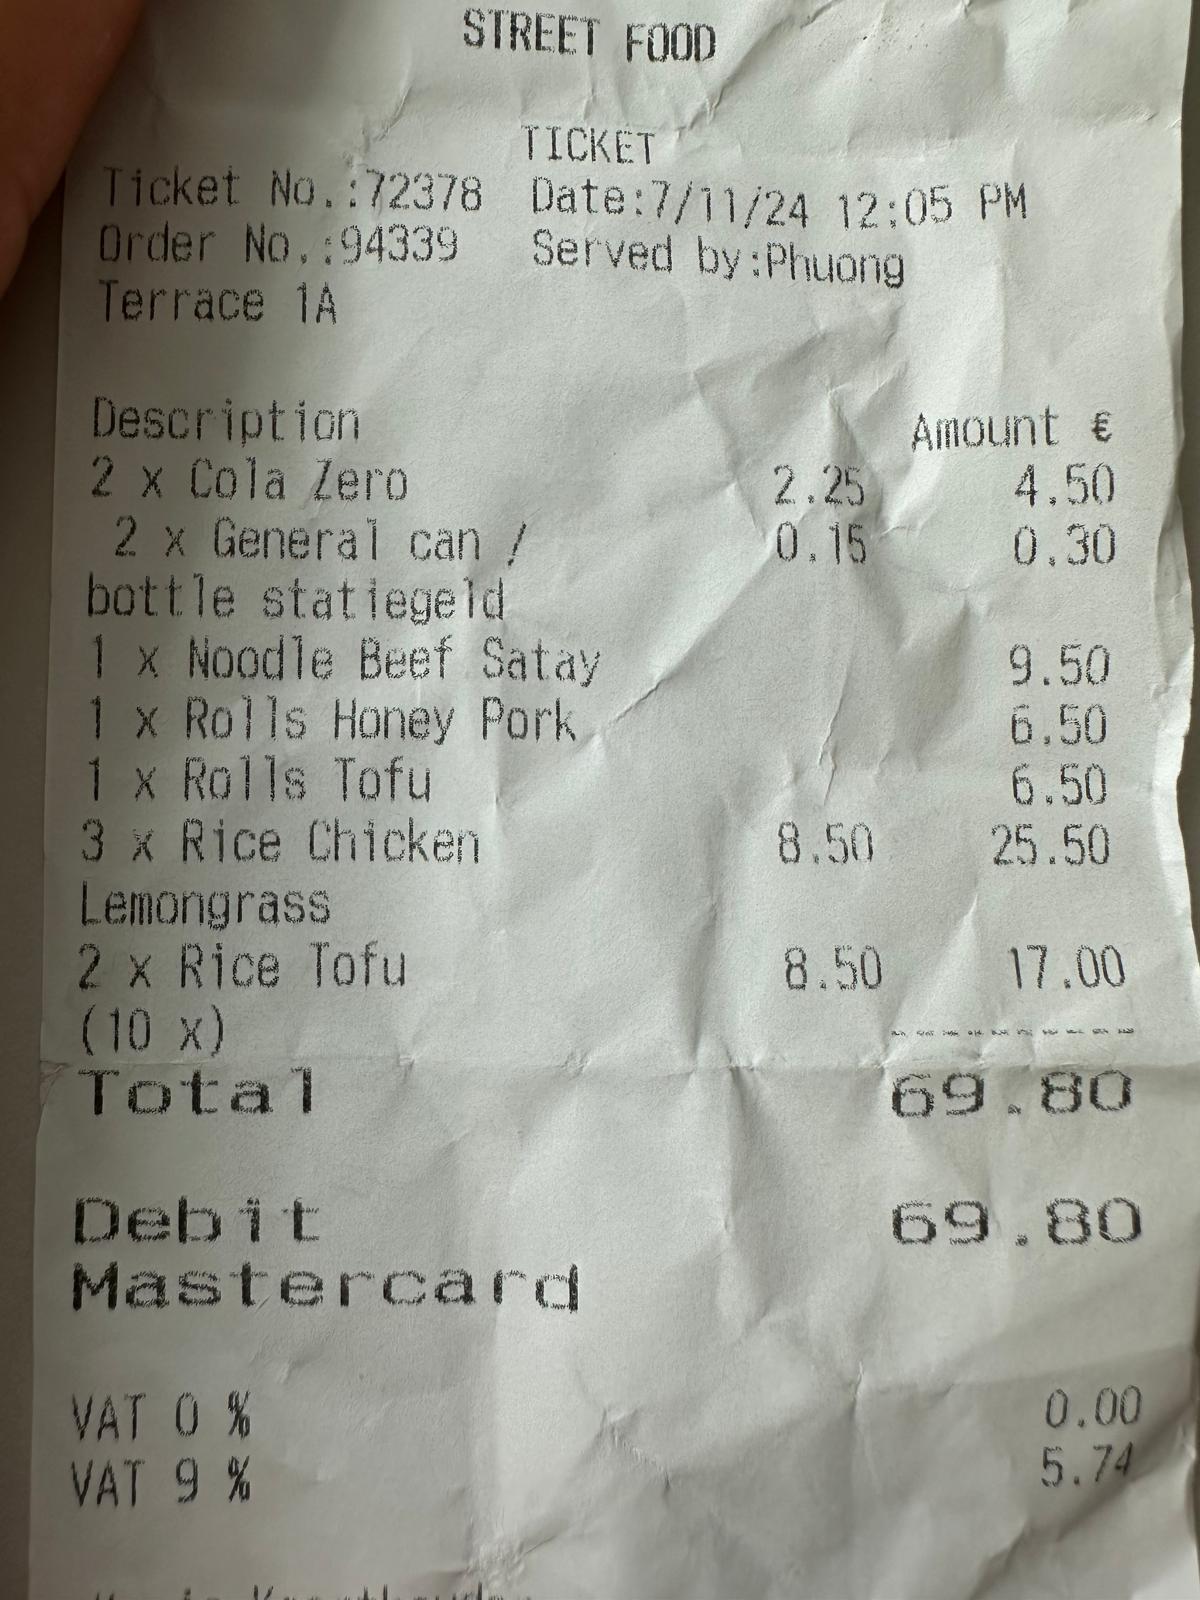 STREET FOOD
TICKET
Ticket No.:72378 Date:7/11/24 12:05 PM
Order No.:94339 Served by:Phuong
Terrace 1A
Description Amount €
2 x Cola Zero 2.25 4.50
2 x General can / 0.15 0.30
bottle statiegeld
1 x Noodle Beef Satay 9.50
1 x Rolls Honey Pork 6.50
1 x Rolls Tofu 6.50
3 x Rice Chicken 8.50 25.50
Lemongrass
2 x Rice Tofu 8.50 17.00
(10 x) ----------
Total 69.80
Debit 69.80
Mastercard
VAT 0 % 0.00
VAT 9 % 5.74